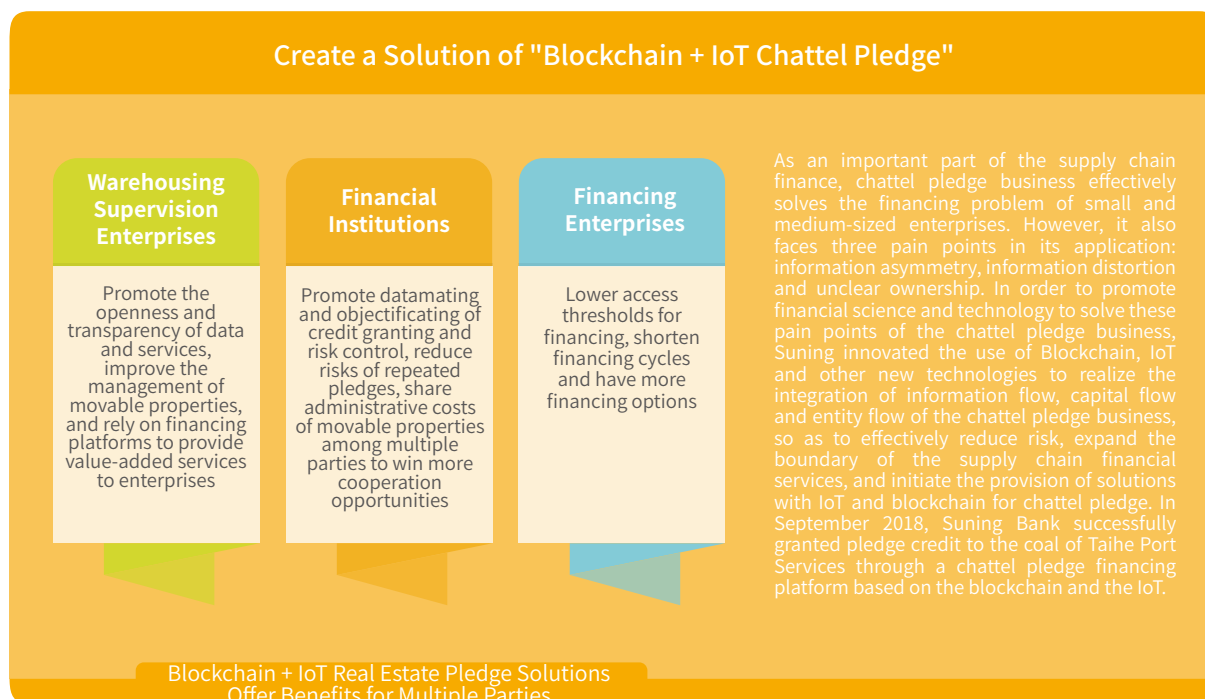 Create a Solution of "Blockchain + IoT Chattel Pledge"
Warehousing
Supervision
Enterprises
Promote the
openness and
transparency of data
and services,
improve the
management of
movable properties,
and rely on financing
platforms to provide
value-added services
to enterprises
Financial
Institutions
Promote datamating
and objectificating of
credit granting and
risk control, reduce
risks of repeated
pledges, share
administrative costs
of movable properties
among multiple
parties to win more
cooperation
opportunities
Financing
Enterprises
Lower access
thresholds for
financing, shorten
financing cycles
and have more
financing options
As an important part of the supply chain
finance, chattel pledge business effectively
solves the financing problem of small and
medium-sized enterprises. However, it also
faces three pain points in its application:
information asymmetry, information distortion
and unclear ownership. In order to promote
financial science and technology to solve these
pain points of the chattel pledge business,
Suning innovated the use of Blockchain, IoT
and other new technologies to realize the
integration of information flow, capital flow
and entity flow of the chattel pledge business,
so as to effectively reduce risk, expand the
boundary of the supply chain financial
services, and initiate the provision of solutions
with IoT and blockchain for chattel pledge. In
September 2018, Suning Bank successfully
granted pledge credit to the coal of Taihe Port
Services through a chattel pledge financing
platform based on the blockchain and the IoT.
Blockchain + IoT Real Estate Pledge Solutions
Offer Benefits for Multiple Parties